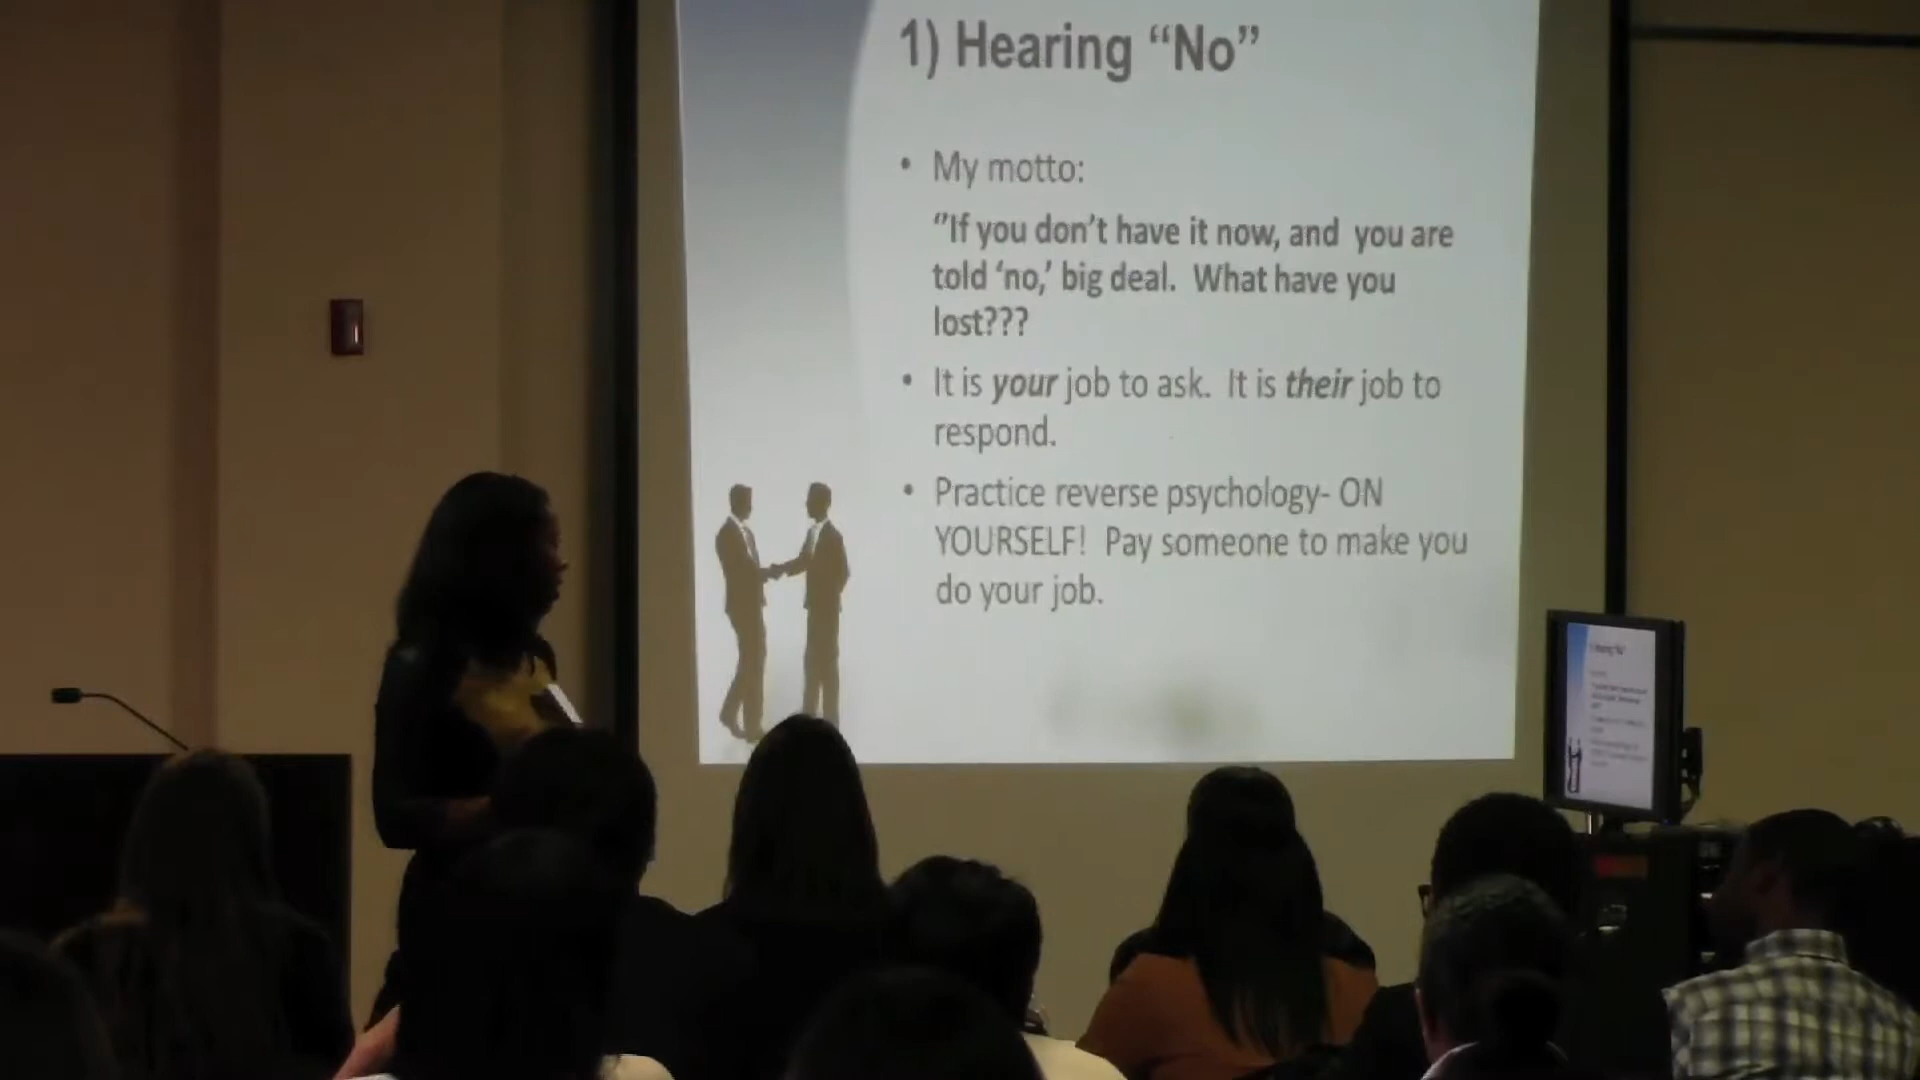 1) Hearing “No”
• My motto:
“If you don’t have it now, and you are
told ‘no,’ big deal. What have you
lost???
• It is your job to ask. It is their job to
respond.
• Practice reverse psychology- ON
YOURSELF! Pay someone to make you
do your job.